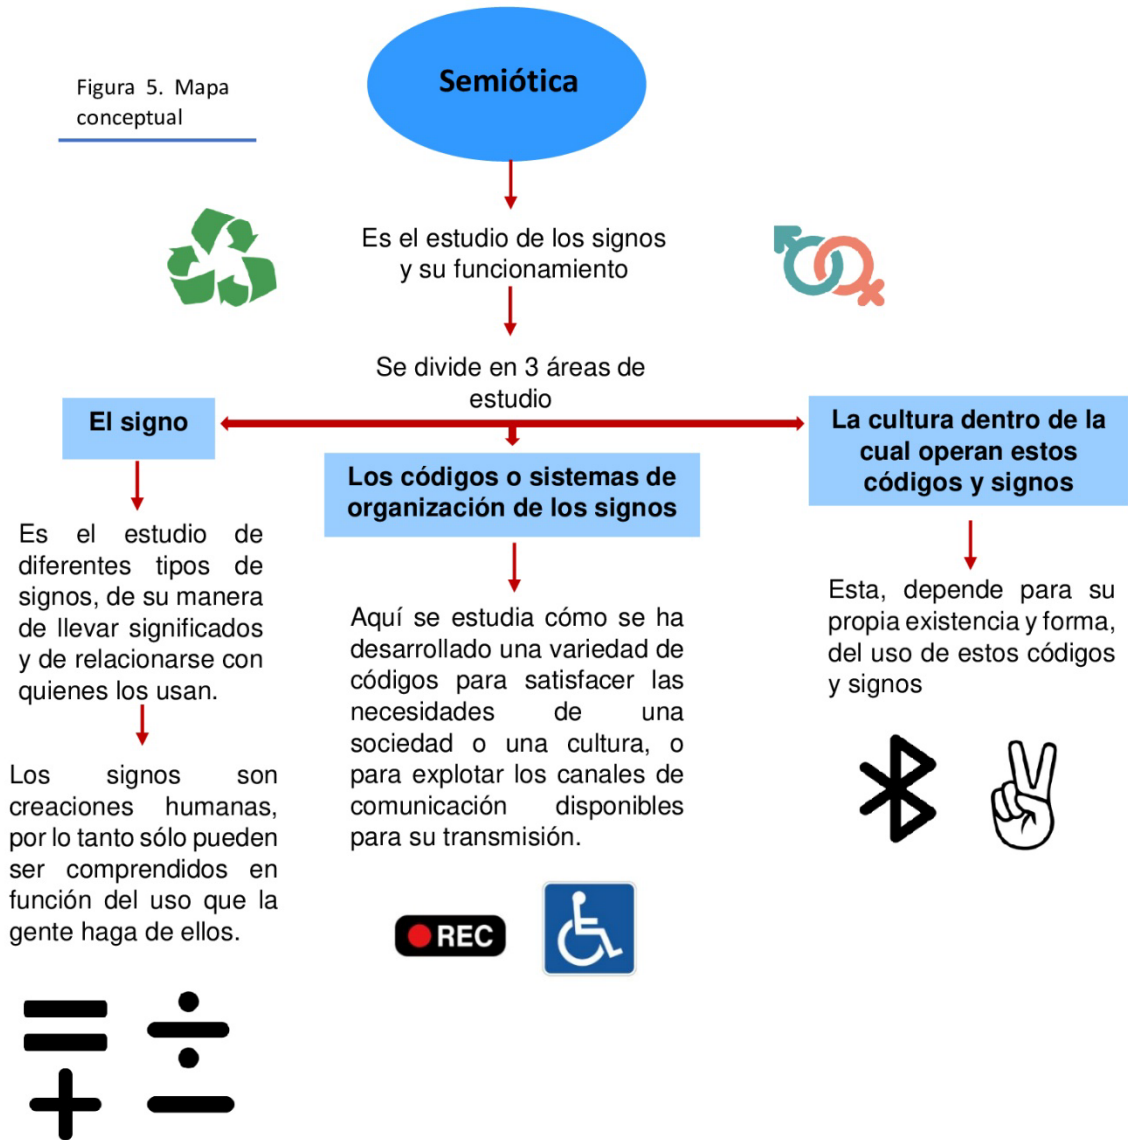 Figura 5. Mapa
conceptual
Semiótica
Es el estudio de los signos
y su funcionamiento
Se divide en 3 áreas de
estudio
El signo
Es el estudio de
diferentes tipos de
signos, de su manera
de llevar significados
y de relacionarse con
quienes los usan.
Los signos son
creaciones humanas,
por lo tanto sólo pueden
ser comprendidos en
función del uso que la
gente haga de ellos.
Los códigos o sistemas de
organización de los signos
Aquí se estudia cómo se ha
desarrollado una variedad de
códigos para satisfacer las
necesidades de una
sociedad o una cultura, o
para explotar los canales de
comunicación disponibles
para su transmisión.
REC
La cultura dentro de la
cual operan estos
códigos y signos
Esta, depende para su
propia existencia y forma,
del uso de estos códigos
y signos
= ÷
+ −